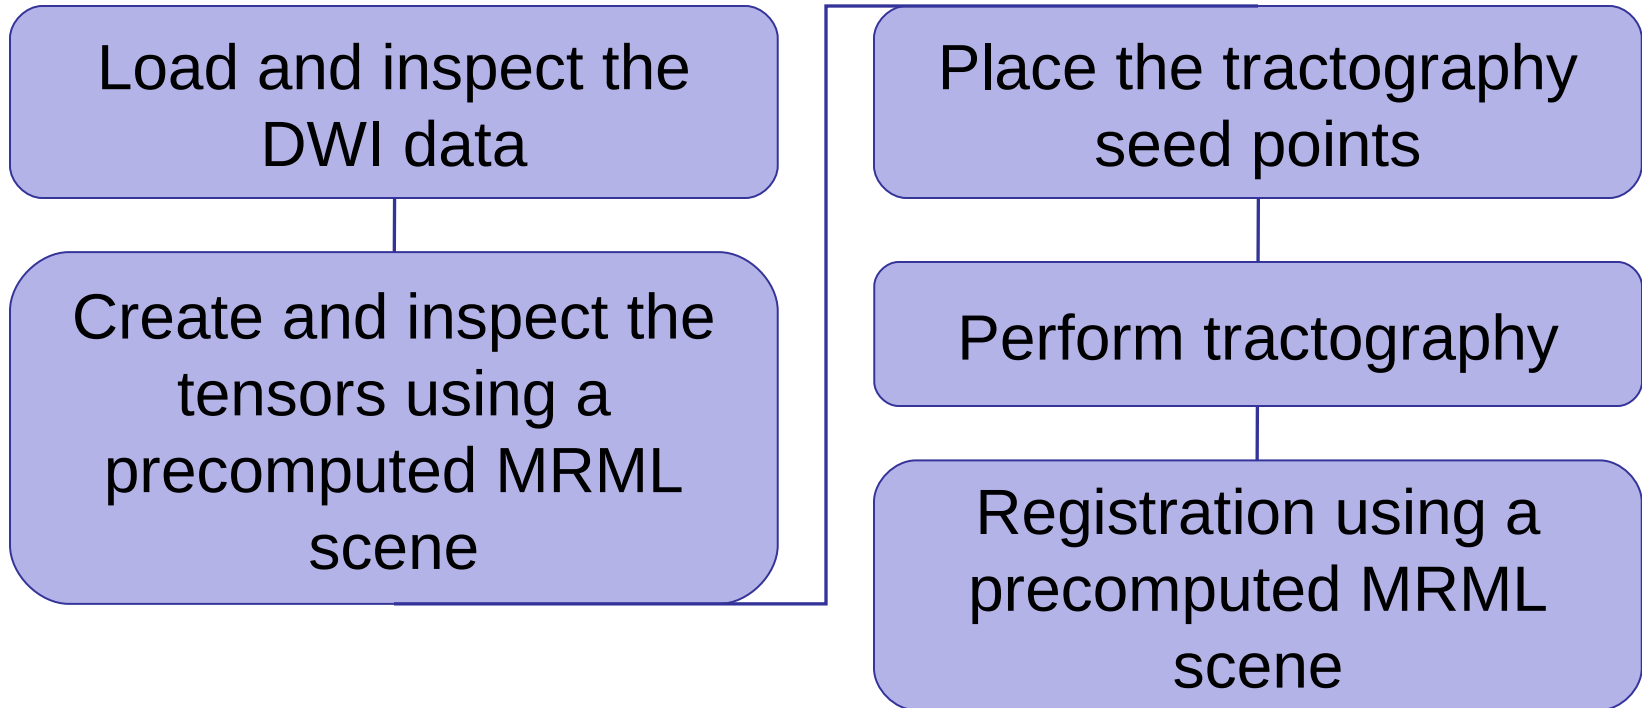 Load and inspect the
DWI data
Create and inspect the
tensors using a
precomputed MRML
scene
Place the tractography
seed points
Perform tractography
Registration using a
precomputed MRML
scene